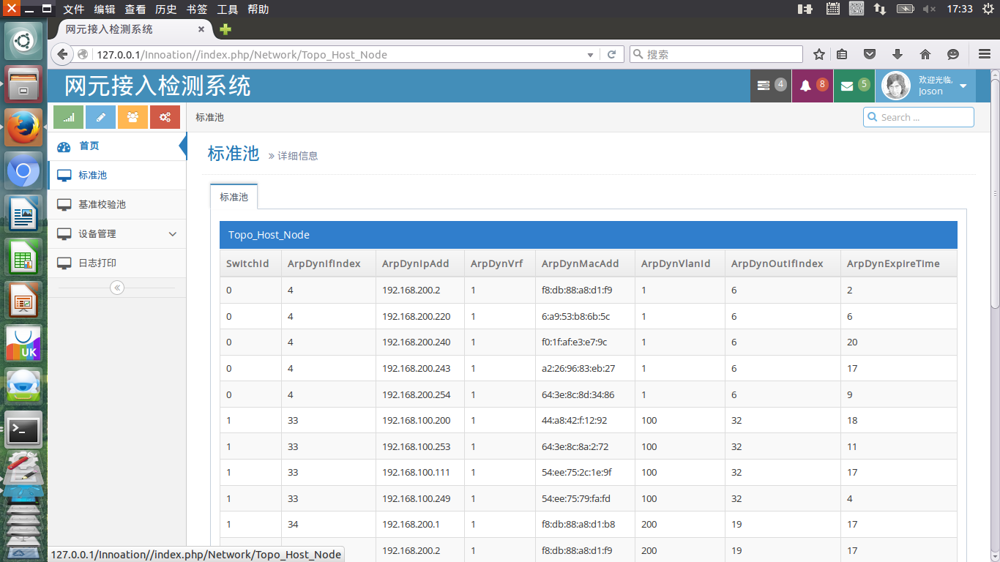 文件 编辑 查看 历史 书签 工具 帮助 17:33
网元接入检测系统
127.0.0.1/Innoation//index.php/Network/Topo_Host_Node 搜索
网元接入检测系统 4 8 5 欢迎光临, Joson
标准池 Search ...
首页
标准池
基准校验池
设备管理
日志打印
标准池 » 详细信息
标准池
Topo_Host_Node
SwitchId ArpDynIfIndex ArpDynIpAdd ArpDynVrf ArpDynMacAdd ArpDynVlanId ArpDynOutIfIndex ArpDynExpireTime
0 4 192.168.200.2 1 f8:db:88:a8:d1:f9 1 6 2
0 4 192.168.200.220 1 6:a9:53:b8:6b:5c 1 6 6
0 4 192.168.200.240 1 f0:1f:af:e3:e7:9c 1 6 20
0 4 192.168.200.243 1 a2:26:96:83:eb:27 1 6 17
0 4 192.168.200.254 1 64:3e:8c:8d:34:86 1 6 9
1 33 192.168.100.200 1 44:a8:42:f:12:92 100 32 18
1 33 192.168.100.253 1 64:3e:8c:8a:2:72 100 32 11
1 33 192.168.100.111 1 54:ee:75:2c:1e:9f 100 32 17
1 33 192.168.100.249 1 54:ee:75:79:fa:fd 100 32 4
1 34 192.168.200.1 1 f8:db:88:a8:d1:b8 200 19 17
192.168.200.2 1 f8:db:88:a8:d1:f9 200 19 17
127.0.0.1/Innoation//index.php/Network/Topo_Host_Node
UK